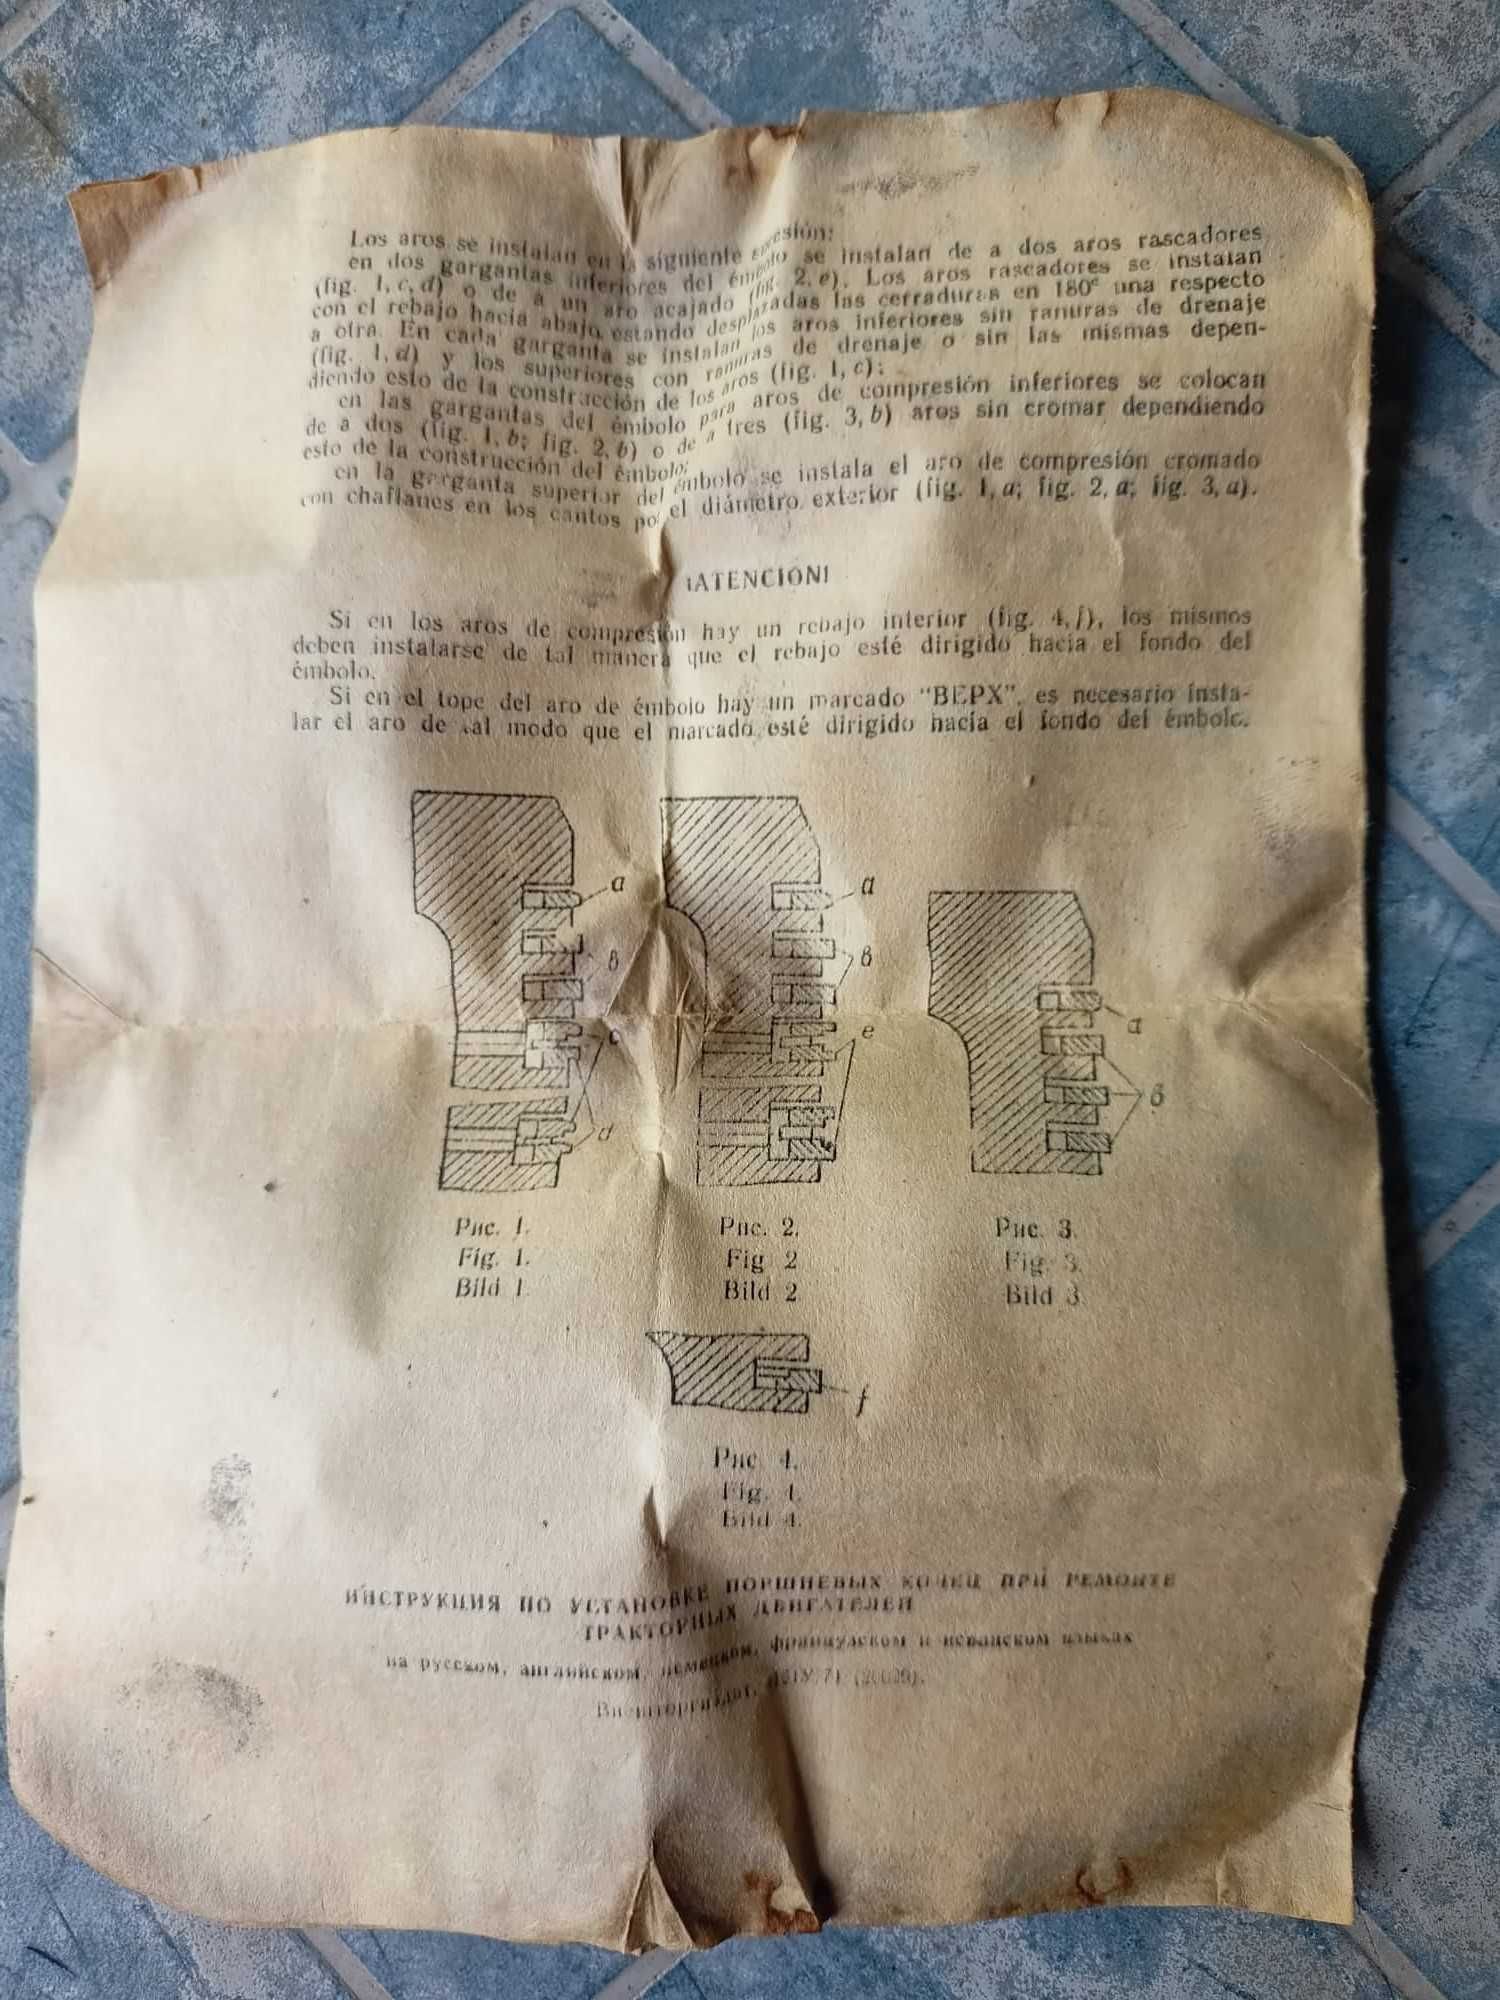 Los aros se instalan en la siguiente sucesión:
en dos gargantas inferiores del émbolo se instalan de a dos aros rascadores
(fig. 1, c, d) o de a un aro acajado (fig. 2, e). Los aros rascadores se instalan
con el rebajo hacia abajo, estando desplazadas las cerraduras en 180° una respecto
a otra. En cada garganta se instalan los aros inferiores sin ranuras de drenaje
(fig. 1, d) y los superiores con ranuras de drenaje o sin las mismas depen-
diendo esto de la construcción de los aros (fig. 1, c);
en las gargantas del émbolo para aros de compresión inferiores se colocan
de a dos (fig. 1, b; fig. 2, b) o de a tres (fig. 3, b) aros sin cromar dependiendo
esto de la construcción del émbolo;
en la garganta superior del émbolo se instala el aro de compresión cromado
con chaflanes en los cantos por el diámetro exterior (fig. 1, a; fig. 2, a; fig. 3, a).
¡ATENCION!
Si en los aros de compresión hay un rebajo interior (fig. 4, f), los mismos
deben instalarse de tal manera que el rebajo esté dirigido hacia el fondo del
émbolo.
Si en el tope del aro de émbolo hay un marcado "ВЕРХ", es necesario insta-
lar el aro de tal modo que el marcado esté dirigido hacia el fondo del émbolo.
a
в
c
d
a
в
e
a
в
Рис. 1.
Fig. 1.
Bild 1.
Рис. 2.
Fig 2
Bild 2
Рис. 3.
Fig. 3.
Bild 3
f
Рис 4.
Fig. 4.
Bild 4.
ИНСТРУКЦИЯ ПО УСТАНОВКЕ ПОРШНЕВЫХ КОЛЕЦ ПРИ РЕМОНТЕ
ТРАКТОРНЫХ ДВИГАТЕЛЕЙ
на русском, английском, немецком, французском и испанском языках
Внешторгиздат.